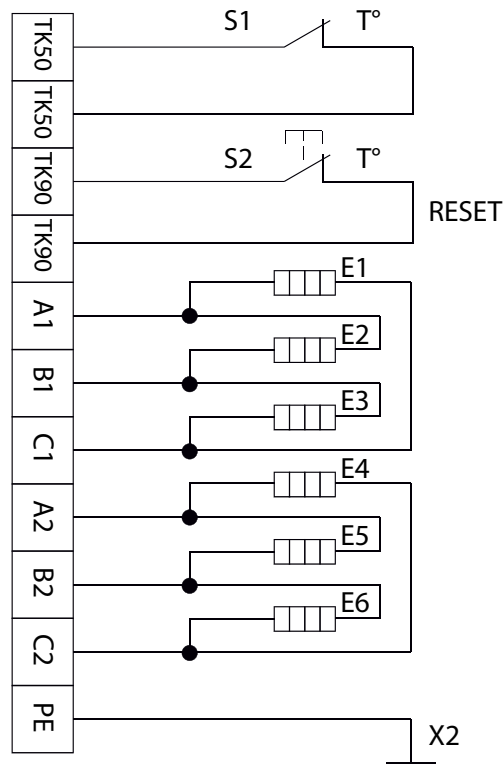 TK50
TK50
TK90
TK90
A1
B1
C1
A2
B2
C2
PE
S1 T°
S2 T°
RESET
E1
E2
E3
E4
E5
E6
X2